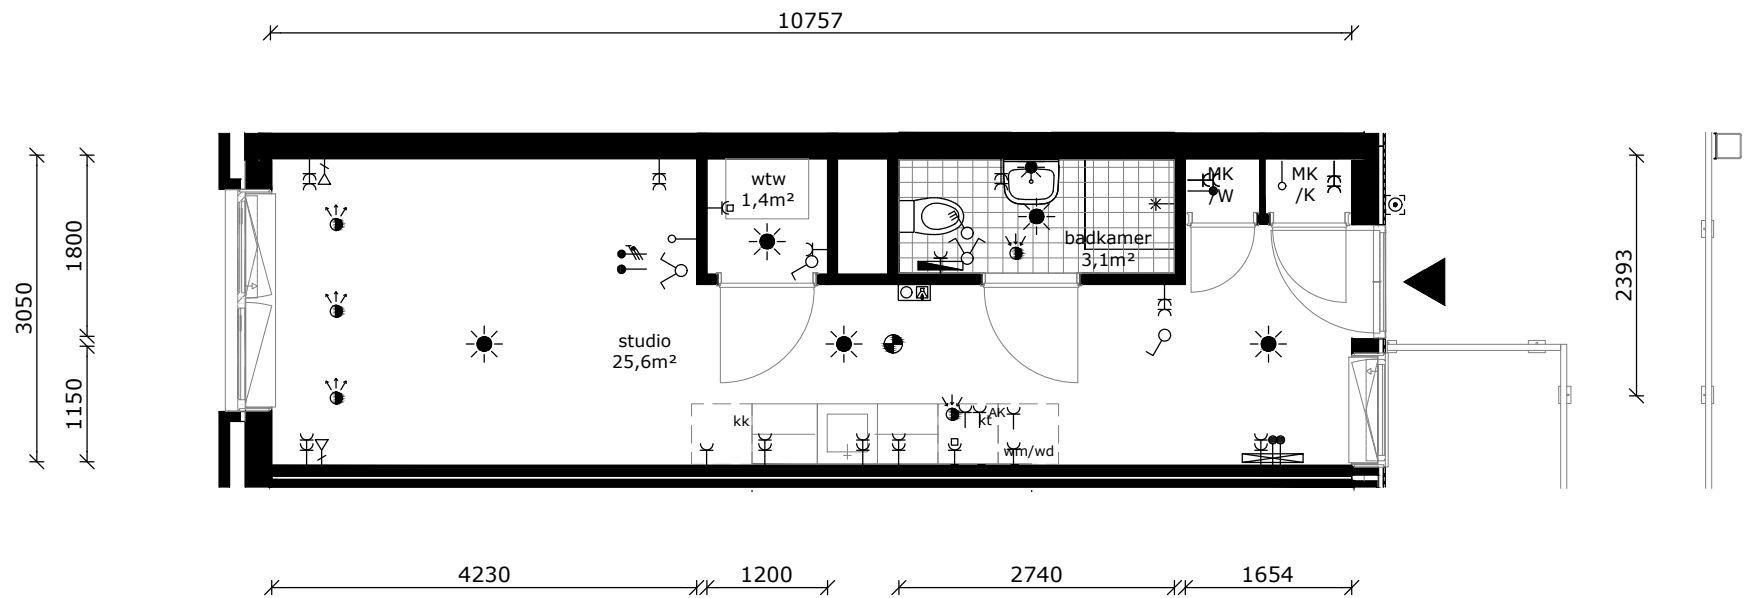 10757
3050
1800
1150
wtw
1,4m²
MK
/W
MK
/K
badkamer
3,1m²
2393
studio
25,6m²
kk
AK
kt
wm/wd
4230
1200
2740
1654